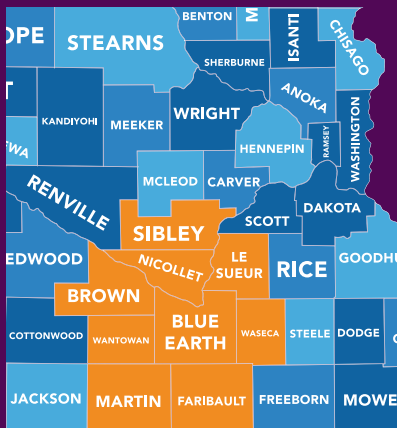 BENTON
M
ISANTI
CHISAGO
OPE
STEARNS
SHERBURNE
ANOKA
T
KANDIYOHI
MEEKER
WRIGHT
HENNEPIN
RAMSEY
WASHINGTON
WA
MCLEOD
CARVER
RENVILLE
SCOTT
DAKOTA
SIBLEY
EDWOOD
NICOLLET
LE
SUEUR
RICE
GOODHU
BROWN
BLUE
EARTH
COTTONWOOD
WANTOWAN
WASECA
STEELE
DODGE
JACKSON
MARTIN
FARIBAULT
FREEBORN
MOWE